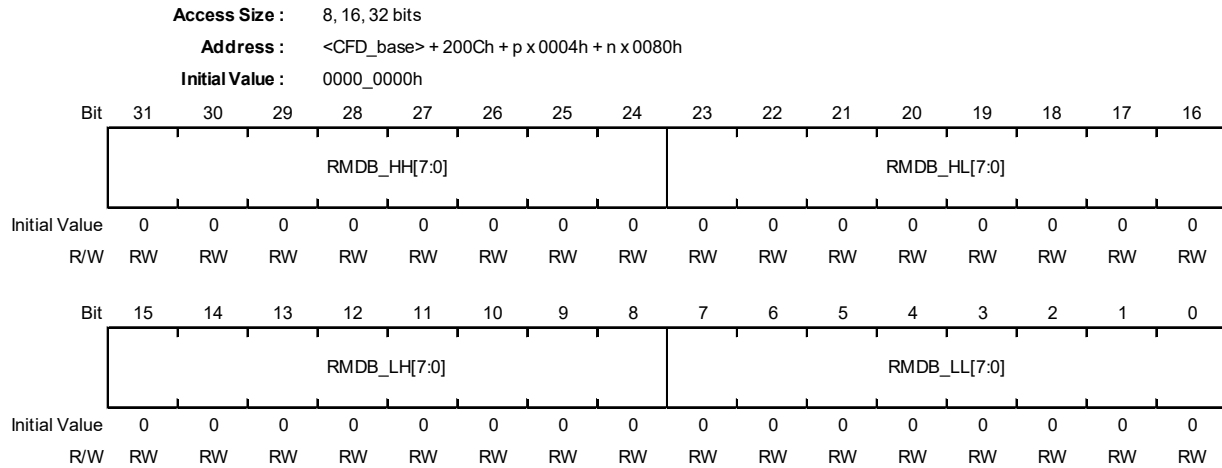 Access Size : 8, 16, 32 bits
Address : <CFD_base> + 200Ch + p x 0004h + n x 0080h
Initial Value : 0000_0000h
Bit 31 30 29 28 27 26 25 24 23 22 21 20 19 18 17 16
RMDB_HH[7:0] RMDB_HL[7:0]
Initial Value 0 0 0 0 0 0 0 0 0 0 0 0 0 0 0 0
R/W RW RW RW RW RW RW RW RW RW RW RW RW RW RW RW RW
Bit 15 14 13 12 11 10 9 8 7 6 5 4 3 2 1 0
RMDB_LH[7:0] RMDB_LL[7:0]
Initial Value 0 0 0 0 0 0 0 0 0 0 0 0 0 0 0 0
R/W RW RW RW RW RW RW RW RW RW RW RW RW RW RW RW RW